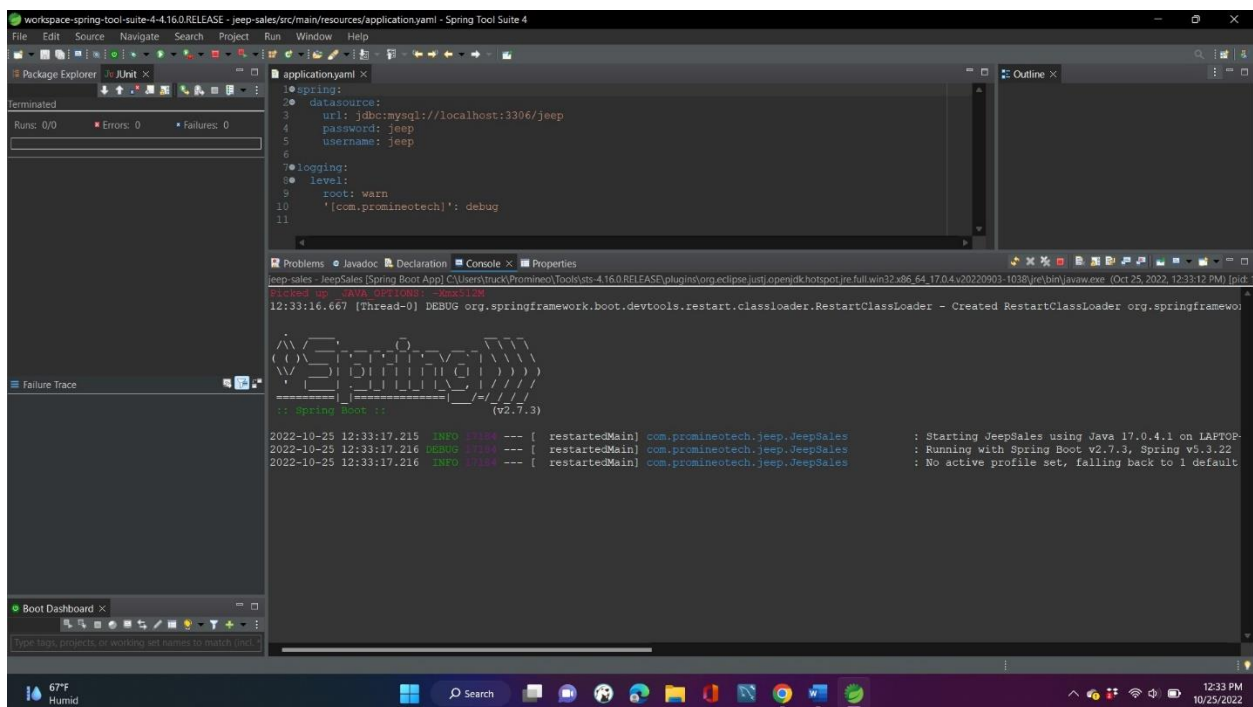 workspace-spring-tool-suite-4-4.16.0.RELEASE - jeep-sales/src/main/resources/application.yaml - Spring Tool Suite 4
File Edit Source Navigate Search Project Run Window Help
Package Explorer JUnit
Terminated
Runs: 0/0 Errors: 0 Failures: 0
Failure Trace
Boot Dashboard
Type tags, projects, or working set names to match (incl.
application.yaml
1 spring:
2 datasource:
3 url: jdbc:mysql://localhost:3306/jeep
4 password: jeep
5 username: jeep
6
7 logging:
8 level:
9 root: warn
10 '[com.promineotech]': debug
11
Outline
Problems Javadoc Declaration Console Properties
jeep-sales - JeepSales [Spring Boot App] C:\Users\truck\Promineo\Tools\sts-4.16.0.RELEASE\plugins\org.eclipse.justj.openjdk.hotspot.jre.full.win32.x86_64_17.0.4.v20220903-1038\jre\bin\javaw.exe (Oct 25, 2022, 12:33:12 PM) [pid:
Picked up _JAVA_OPTIONS: -Xmx512M
12:33:16.667 [Thread-0] DEBUG org.springframework.boot.devtools.restart.classloader.RestartClassLoader - Created RestartClassLoader org.springframewo
Spring
:: Spring Boot :: (v2.7.3)
2022-10-25 12:33:17.215 INFO --- [ restartedMain] com.promineotech.jeep.JeepSales : Starting JeepSales using Java 17.0.4.1 on LAPTOP-
2022-10-25 12:33:17.216 DEBUG --- [ restartedMain] com.promineotech.jeep.JeepSales : Running with Spring Boot v2.7.3, Spring v5.3.22
2022-10-25 12:33:17.216 INFO --- [ restartedMain] com.promineotech.jeep.JeepSales : No active profile set, falling back to 1 default
67°F
Humid
Search
12:33 PM
10/25/2022